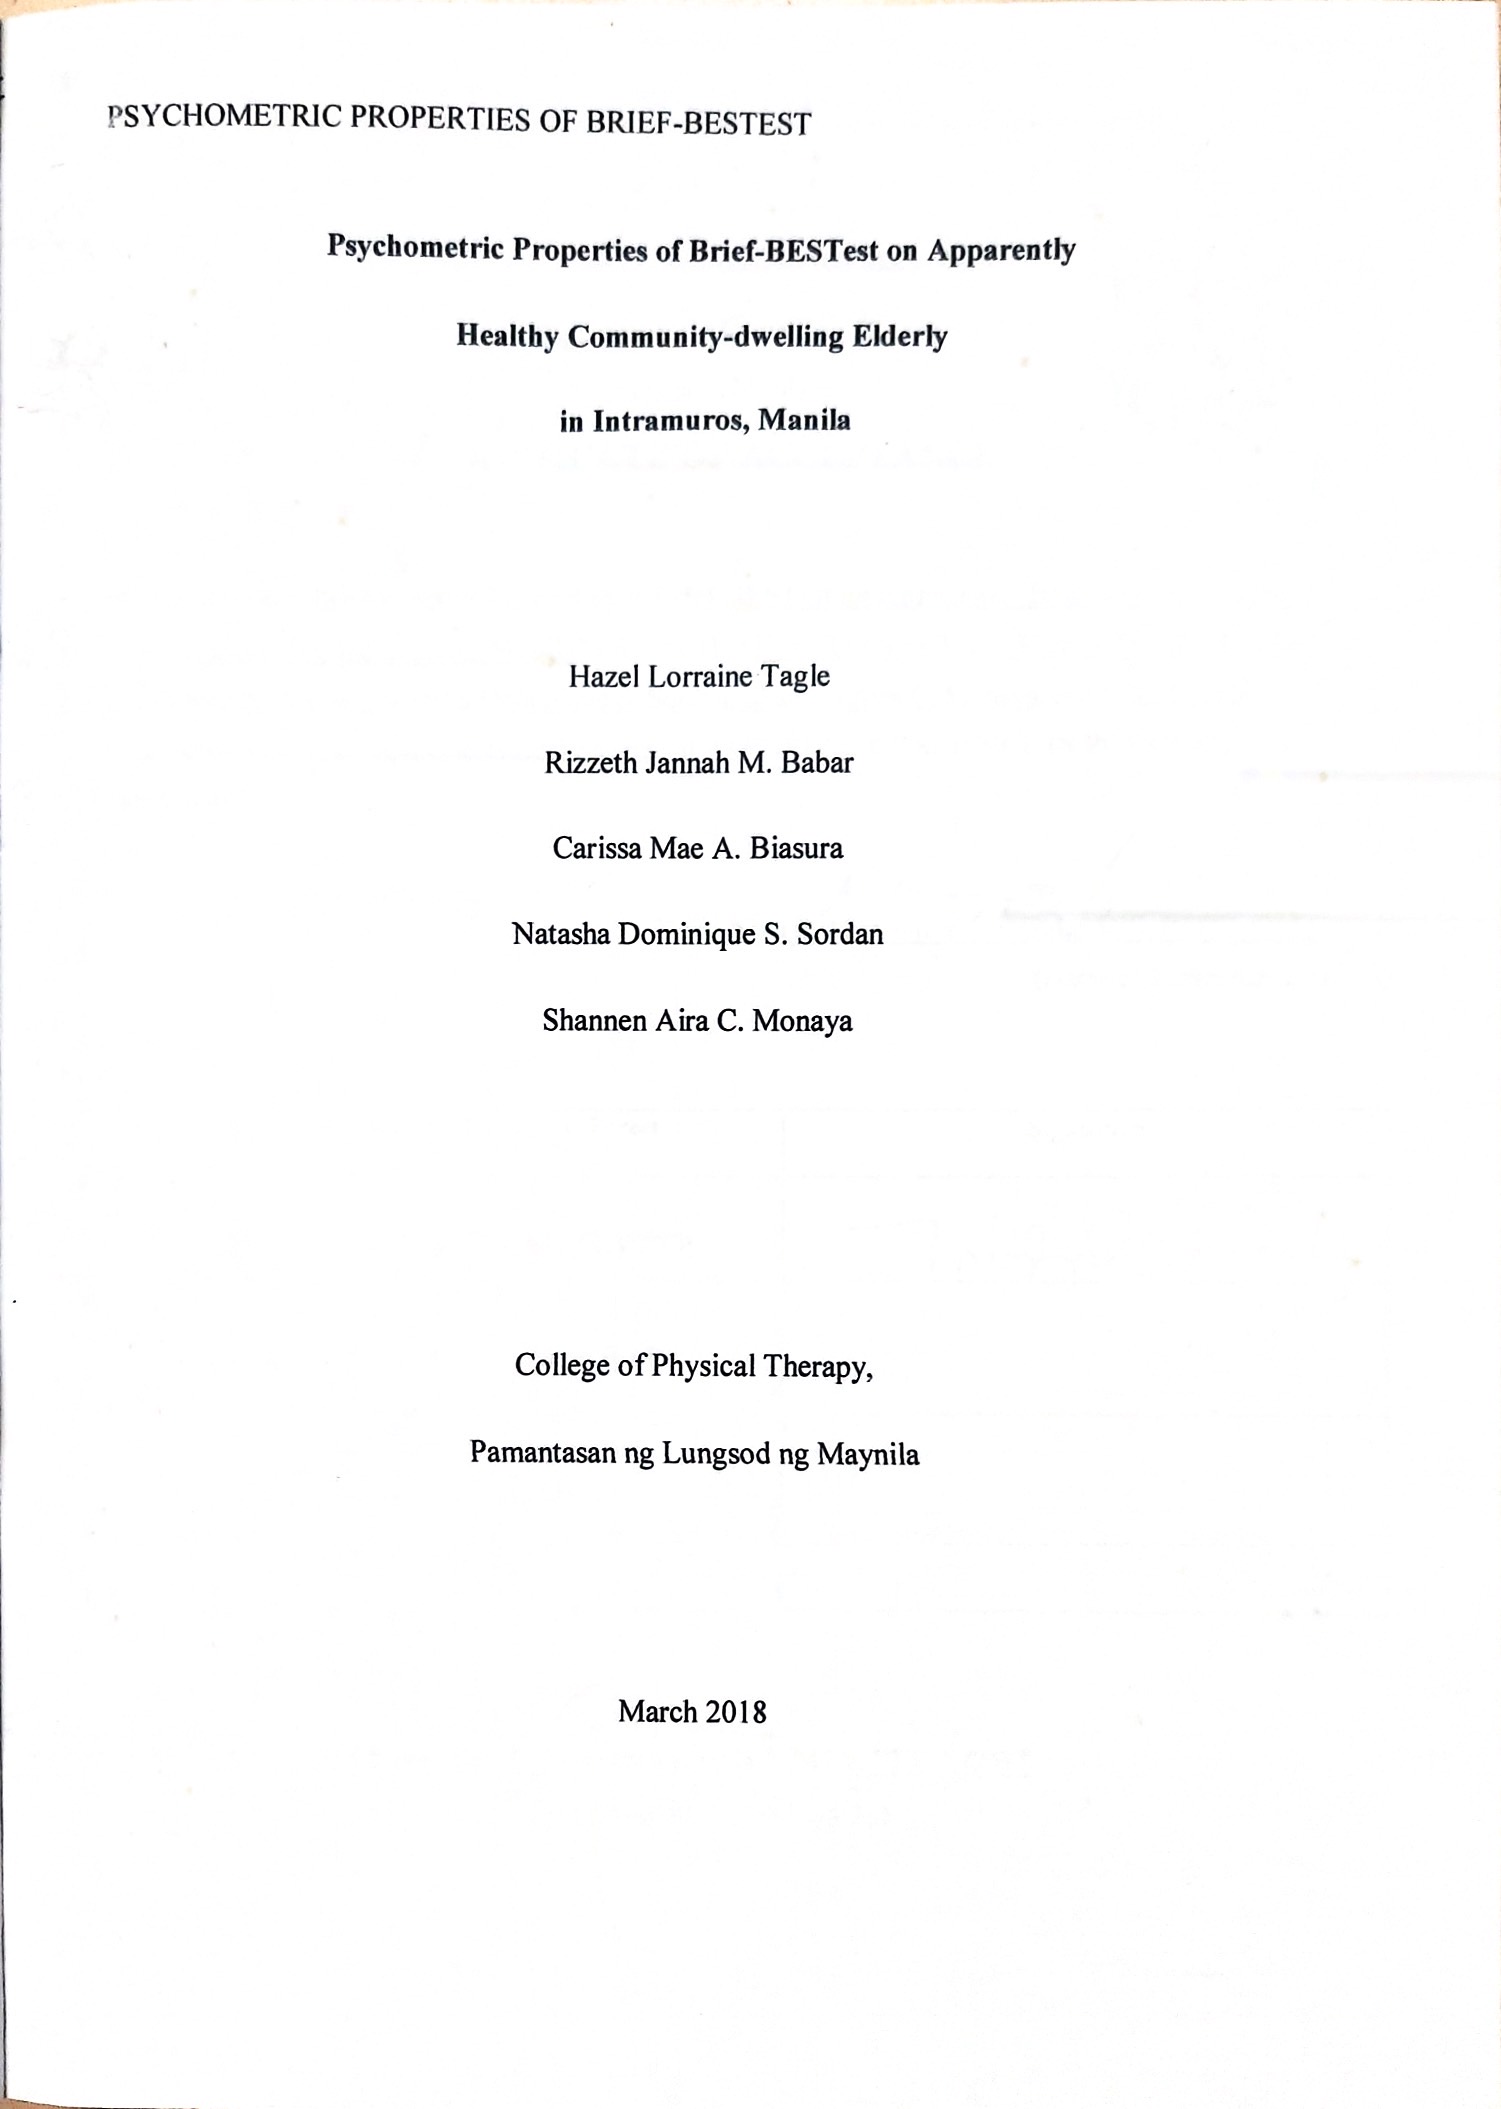 PSYCHOMETRIC PROPERTIES OF BRIEF-BESTEST
Psychometric Properties of Brief-BESTest on Apparently
Healthy Community-dwelling Elderly
in Intramuros, Manila
Hazel Lorraine Tagle
Rizzeth Jannah M. Babar
Carissa Mae A. Biasura
Natasha Dominique S. Sordan
Shannen Aira C. Monaya
College of Physical Therapy,
Pamantasan ng Lungsod ng Maynila
March 2018